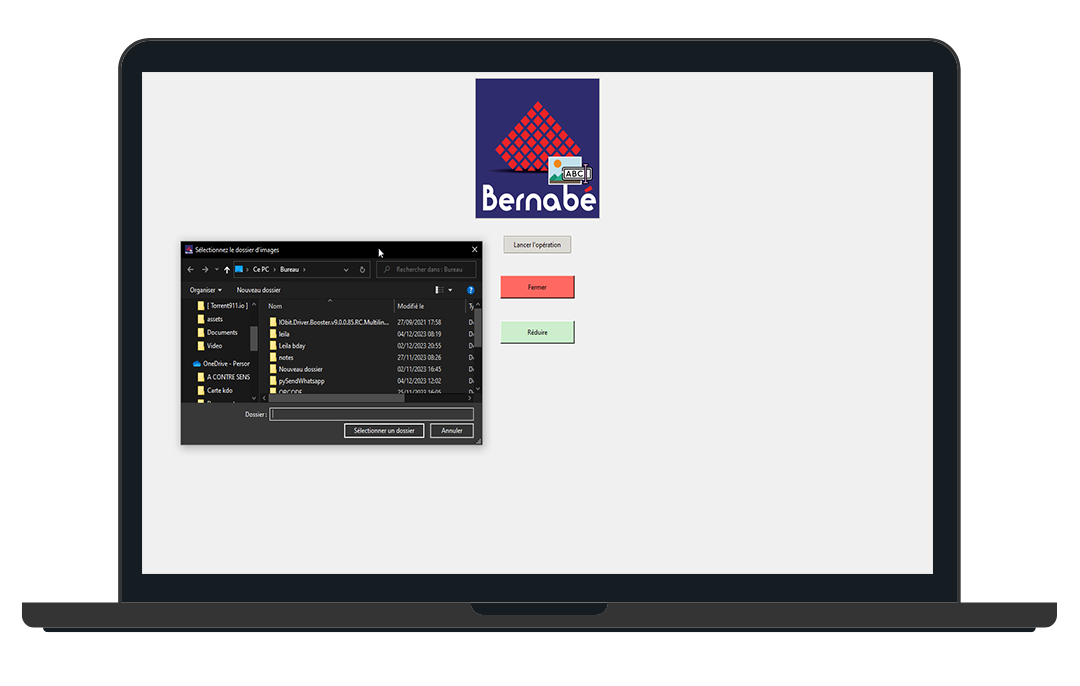 ABC
Bernabé
Lancer l'opération
Fermer
Réduire
Sélectionnez le dossier d'images
Ce PC > Bureau >
Rechercher dans : Bureau
Organiser
Nouveau dossier
[ Torrent911.io ]
assets
Documents
Video
OneDrive - Person
A CONTRE SENS
Carte kdo
Nom Modifié le
IObit.Driver.Booster.v9.0.0.85.RC.Multilin... 27/09/2021 17:58
leila 04/12/2023 08:19
Leila bday 02/12/2023 20:55
notes 27/11/2023 08:26
Nouveau dossier 02/11/2023 16:45
pySendWhatsapp 04/12/2023 12:02
QRCODE 25/11/2023 16:05
Dossier :
Sélectionner un dossier
Annuler